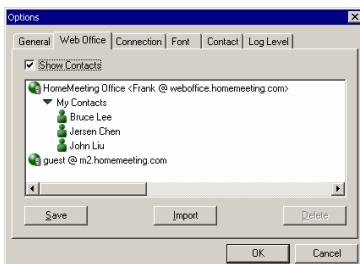 Options
General Web Office Connection Font Contact Log Level
Show Contacts
HomeMeeting Office <Frank @ weboffice.homemeeting.com>
My Contacts
Bruce Lee
Jersen Chen
John Liu
guest @ m2.homemeeting.com
Save Import Delete
OK Cancel